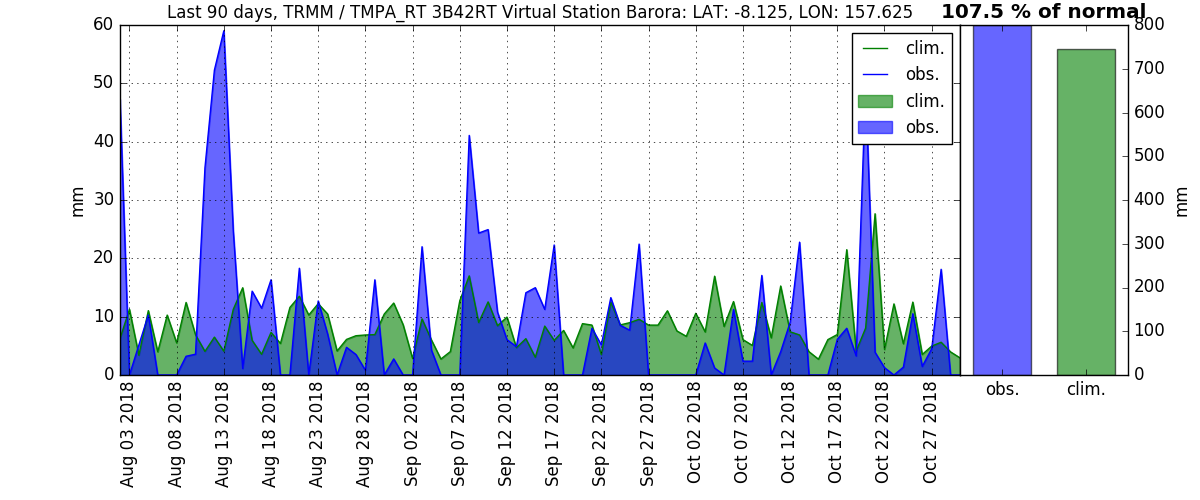 Last 90 days, TRMM / TMPA_RT 3B42RT Virtual Station Barora: LAT: -8.125, LON: 157.625
107.5 % of normal
60
50
40
30
20
10
0
mm
clim.
obs.
clim.
obs.
800
700
600
500
400
300
200
100
0
mm
obs.
clim.
Aug 03 2018
Aug 08 2018
Aug 13 2018
Aug 18 2018
Aug 23 2018
Aug 28 2018
Sep 02 2018
Sep 07 2018
Sep 12 2018
Sep 17 2018
Sep 22 2018
Sep 27 2018
Oct 02 2018
Oct 07 2018
Oct 12 2018
Oct 17 2018
Oct 22 2018
Oct 27 2018